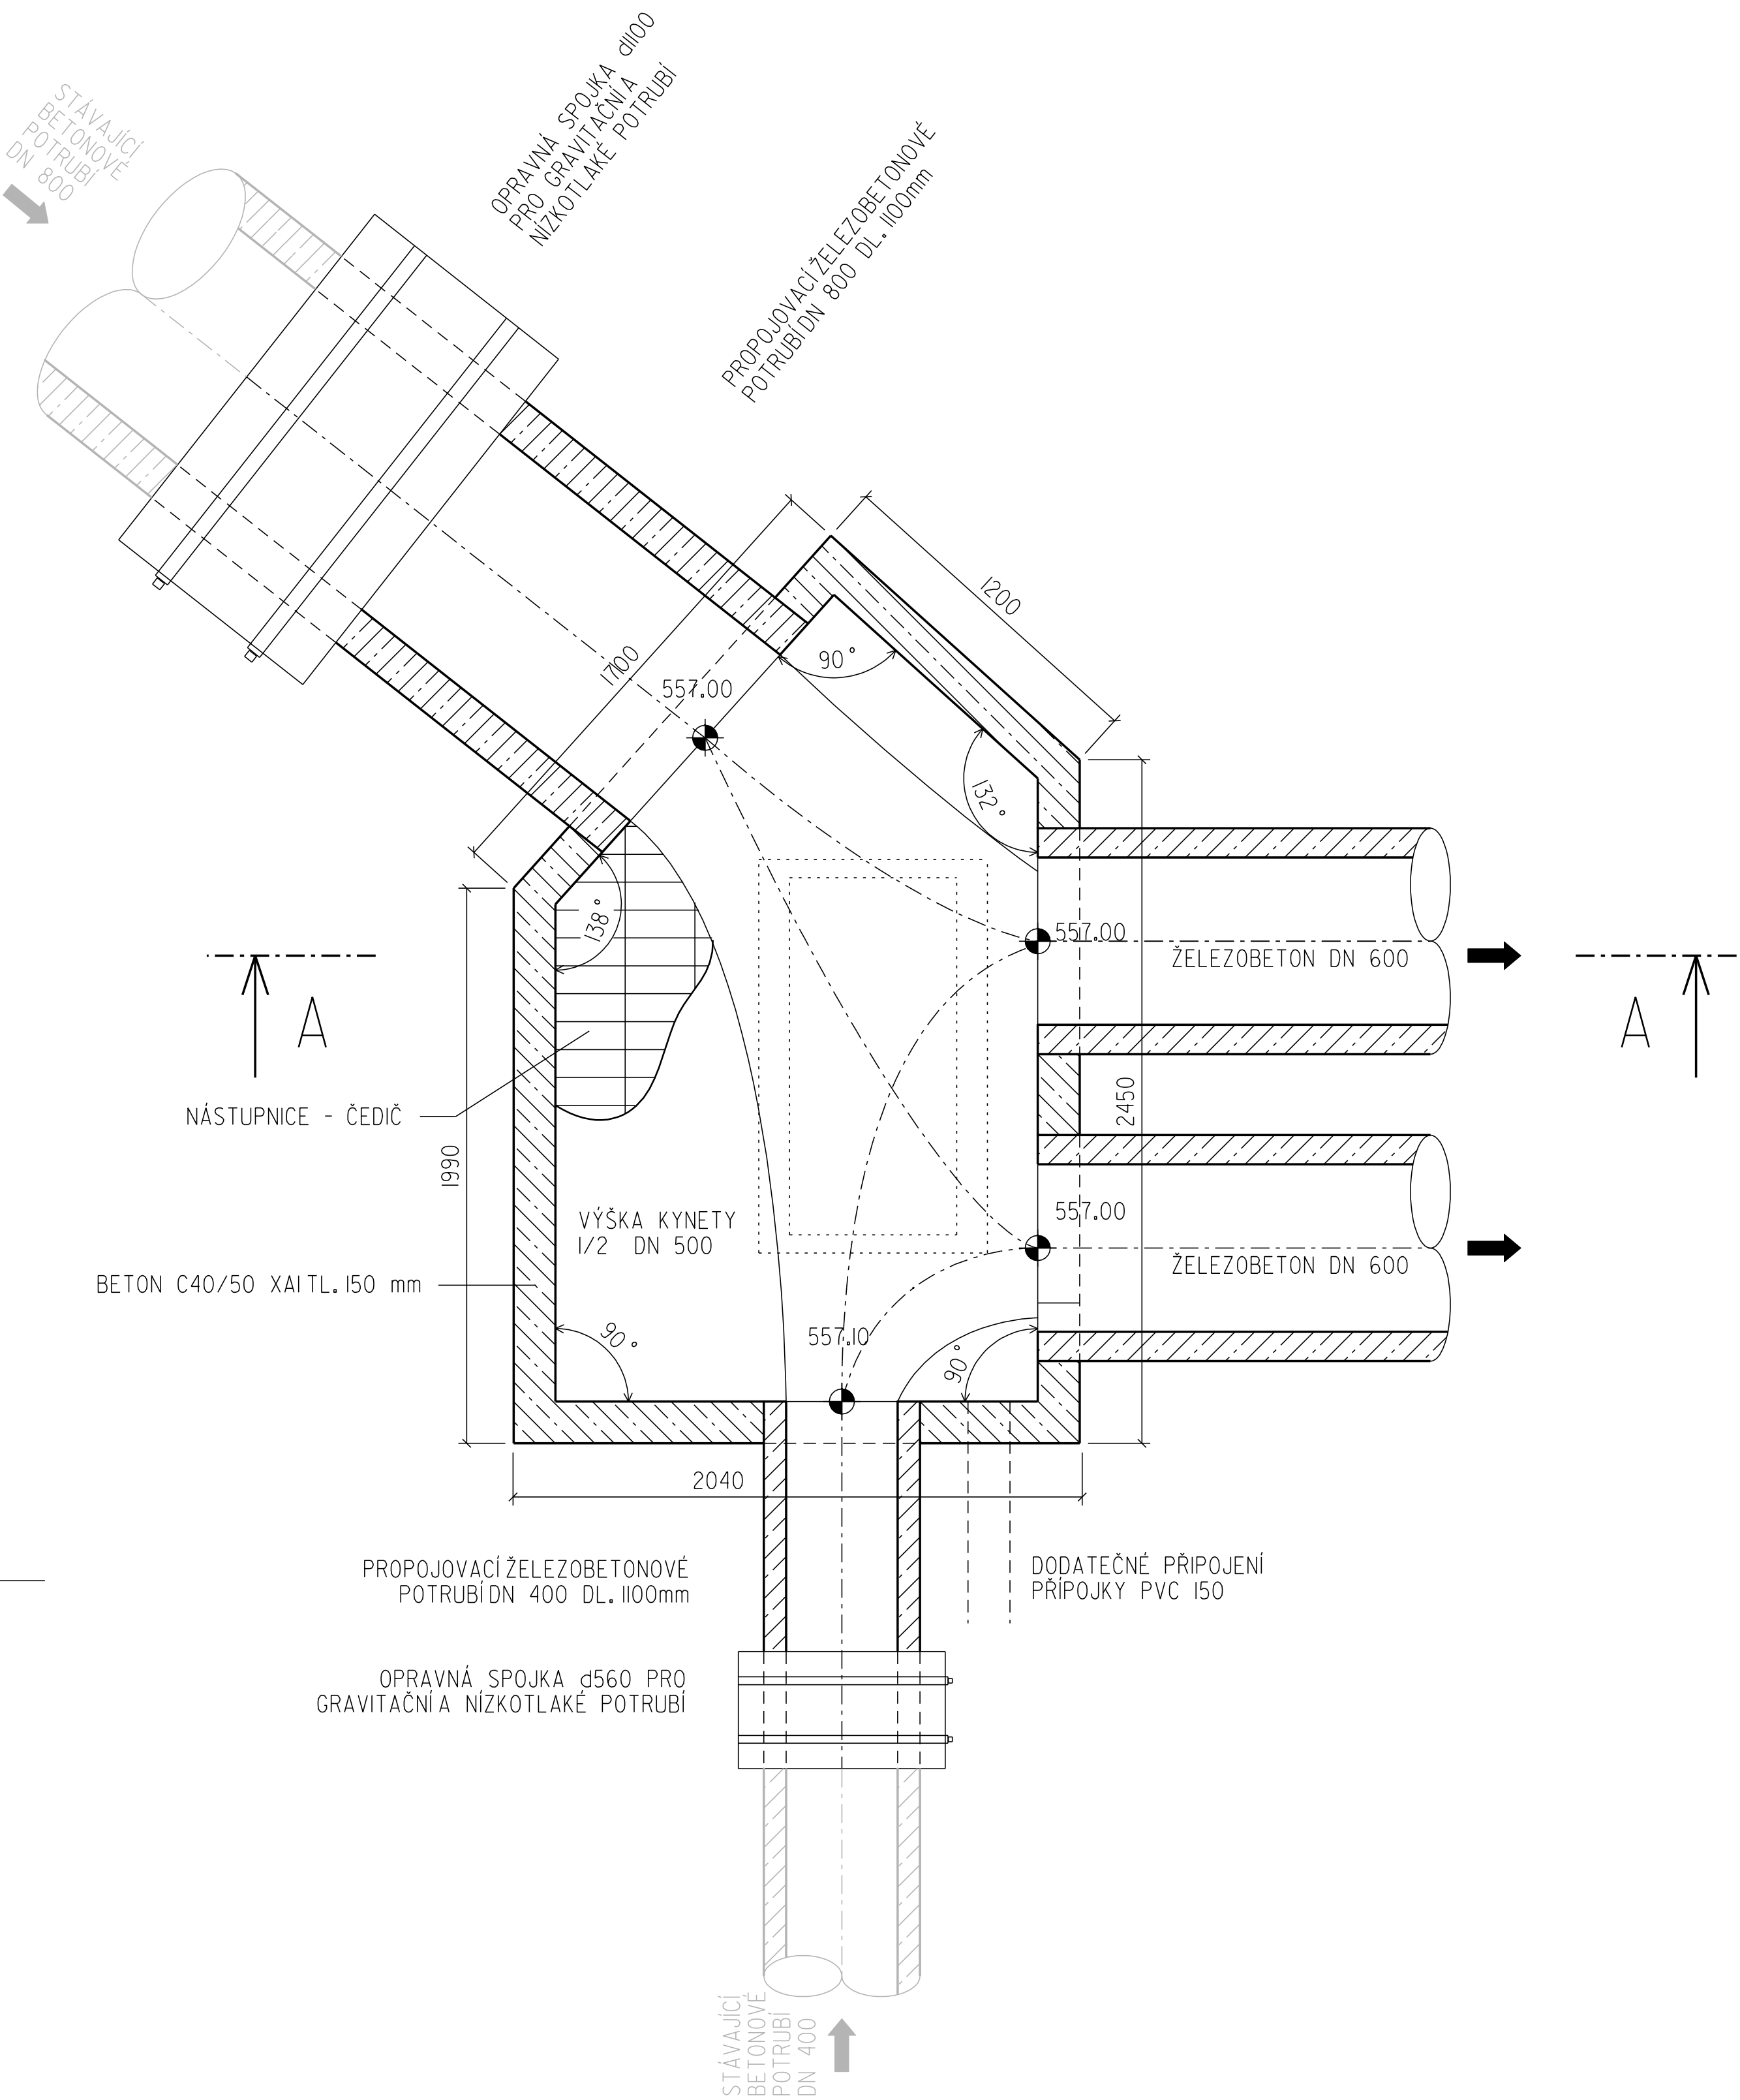 OPRAVNÁ SPOJKA d1100
PRO GRAVITAČNÍ A
NÍZKOTLAKÉ POTRUBÍ
STÁVAJÍCÍ
BETONOVÉ
POTRUBÍ
DN 800
PROPOJOVACÍ ŽELEZOBETONOVÉ
POTRUBÍ DN 800 DL. 1100mm
1200
1700
90°
557.00
132°
138°
557.00
ŽELEZOBETON DN 600
A
A
NÁSTUPNICE - ČEDIČ
2450
1990
VÝŠKA KYNETY
1/2 DN 500
557.00
ŽELEZOBETON DN 600
BETON C40/50 XA1 TL. 150 mm
90°
557.10
90°
2040
PROPOJOVACÍ ŽELEZOBETONOVÉ
POTRUBÍ DN 400 DL. 1100mm
DODATEČNÉ PŘIPOJENÍ
PŘÍPOJKY PVC 150
OPRAVNÁ SPOJKA d560 PRO
GRAVITAČNÍ A NÍZKOTLAKÉ POTRUBÍ
STÁVAJÍCÍ
BETONOVÉ
POTRUBÍ
DN 400